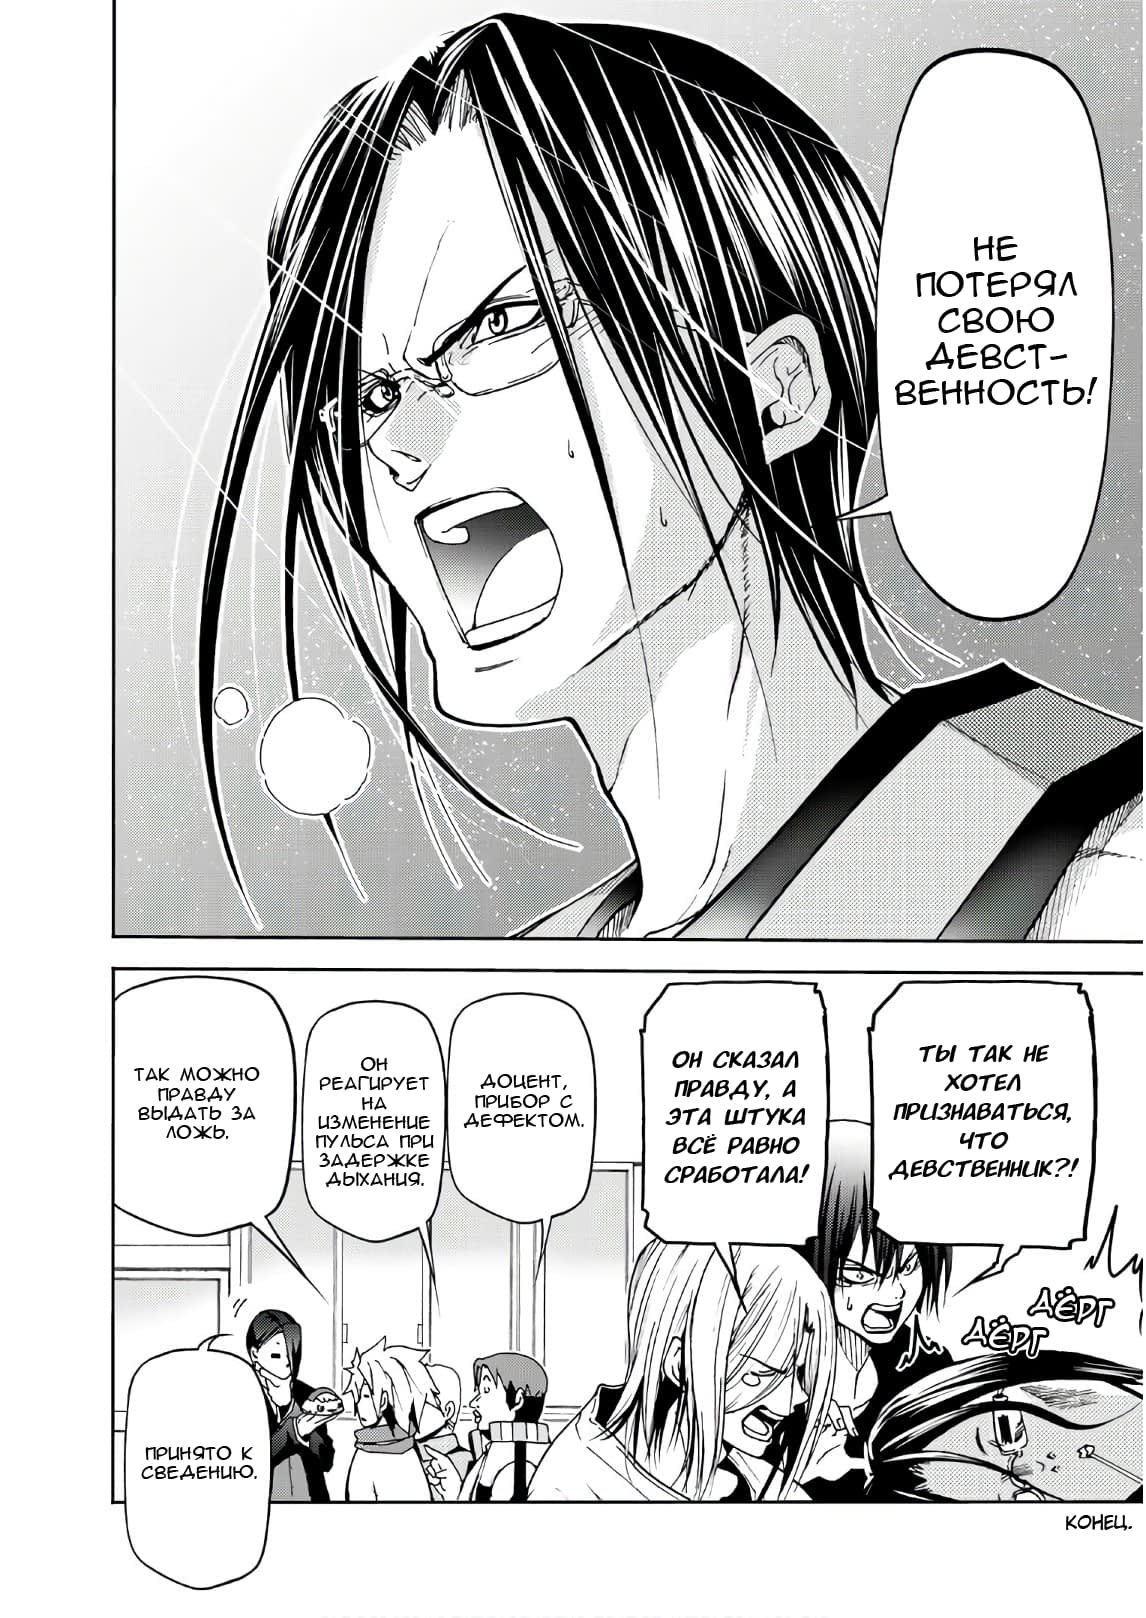 НЕ
ПОТЕРЯЛ
СВОЮ
ДЕВСТ-
ВЕННОСТЬ!
ТЫ ТАК НЕ
ХОТЕЛ
ПРИЗНАВАТЬСЯ,
ЧТО
ДЕВСТВЕННИК?!
ОН СКАЗАЛ
ПРАВДУ, А
ЭТА ШТУКА
ВСЁ РАВНО
СРАБОТАЛА!
ДОЦЕНТ,
ПРИБОР С
ДЕФЕКТОМ.
ОН
РЕАГИРУЕТ
НА
ИЗМЕНЕНИЕ
ПУЛЬСА ПРИ
ЗАДЕРЖКЕ
ДЫХАНИЯ.
ТАК МОЖНО
ПРАВДУ
ВЫДАТЬ ЗА
ЛОЖЬ.
ДЁРГ
ДЁРГ
ПРИНЯТО К
СВЕДЕНИЮ.
КОНЕЦ.